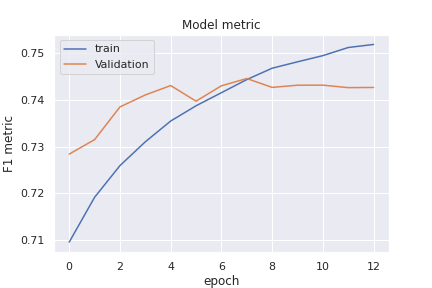 Model metric
train
Validation
F1 metric
0.75
0.74
0.73
0.72
0.71
0 2 4 6 8 10 12
epoch